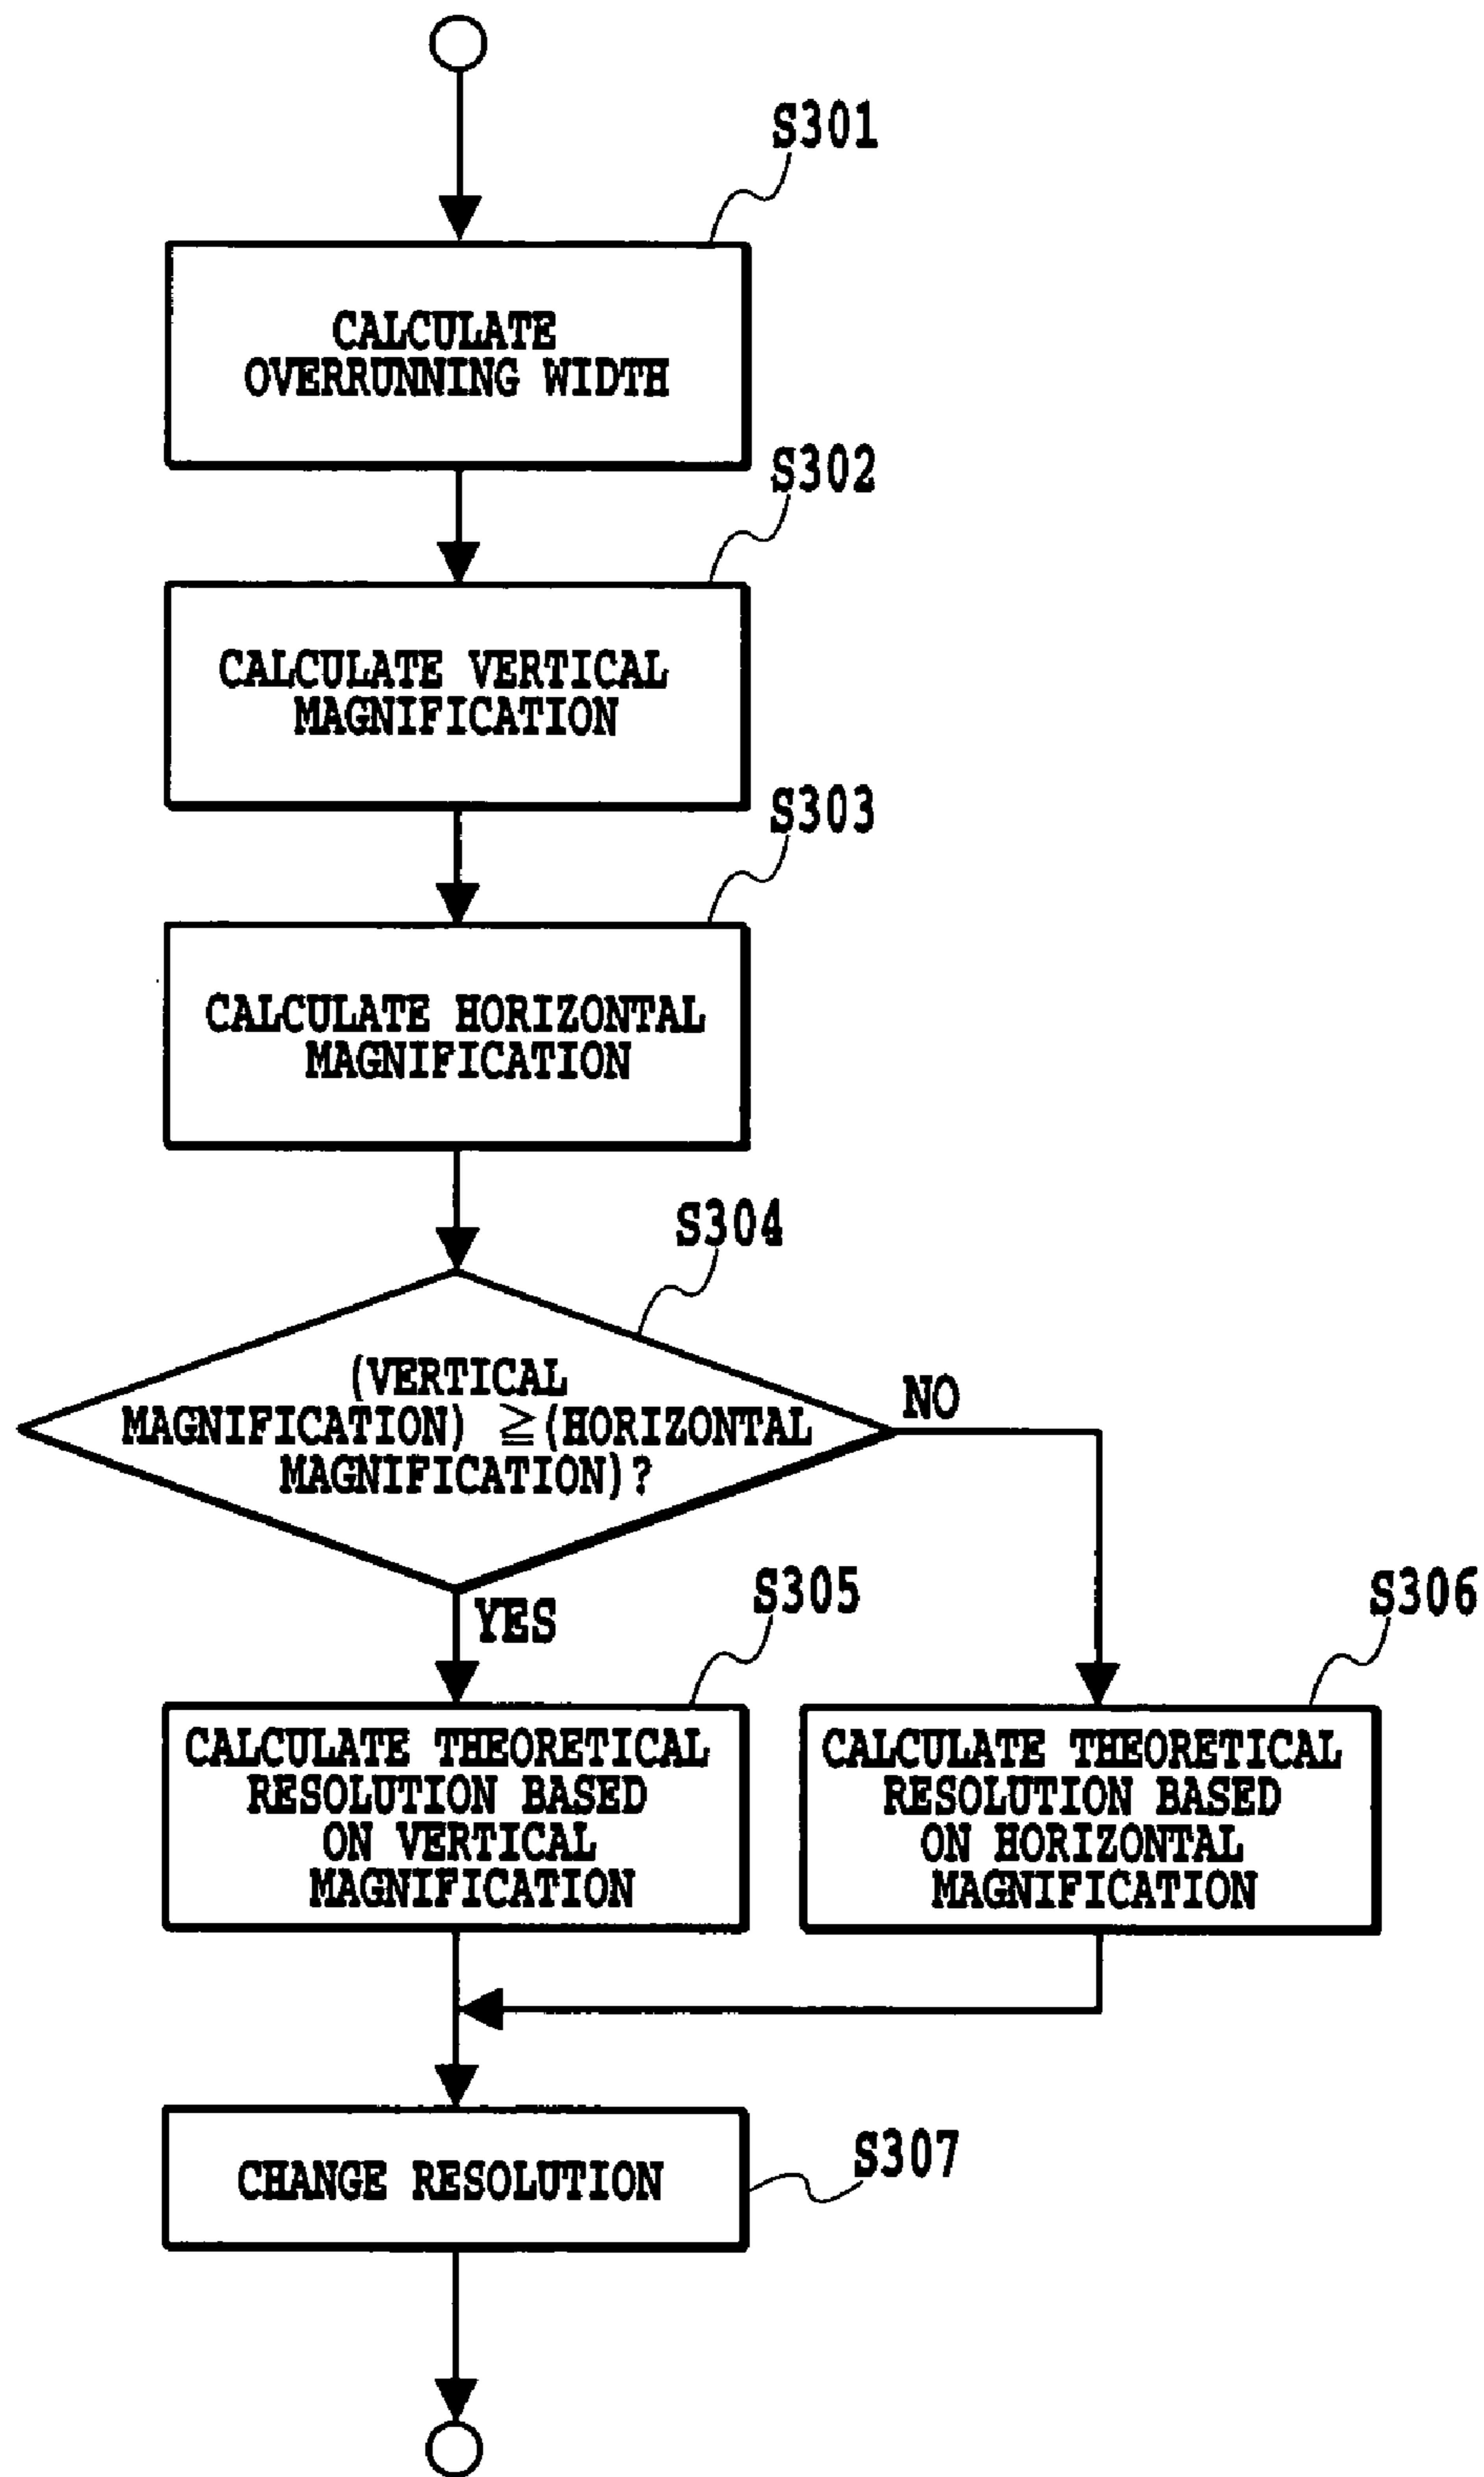 S301
CALCULATE
OVERRUNNING WIDTH
S302
CALCULATE VERTICAL
MAGNIFICATION
S303
CALCULATE HORIZONTAL
MAGNIFICATION
S304
(VERTICAL
MAGNIFICATION) ≧(HORIZONTAL
MAGNIFICATION)?
NO
YES
S305
CALCULATE THEORETICAL
RESOLUTION BASED
ON VERTICAL
MAGNIFICATION
S306
CALCULATE THEORETICAL
RESOLUTION BASED
ON HORIZONTAL
MAGNIFICATION
CHANGE RESOLUTION
S307